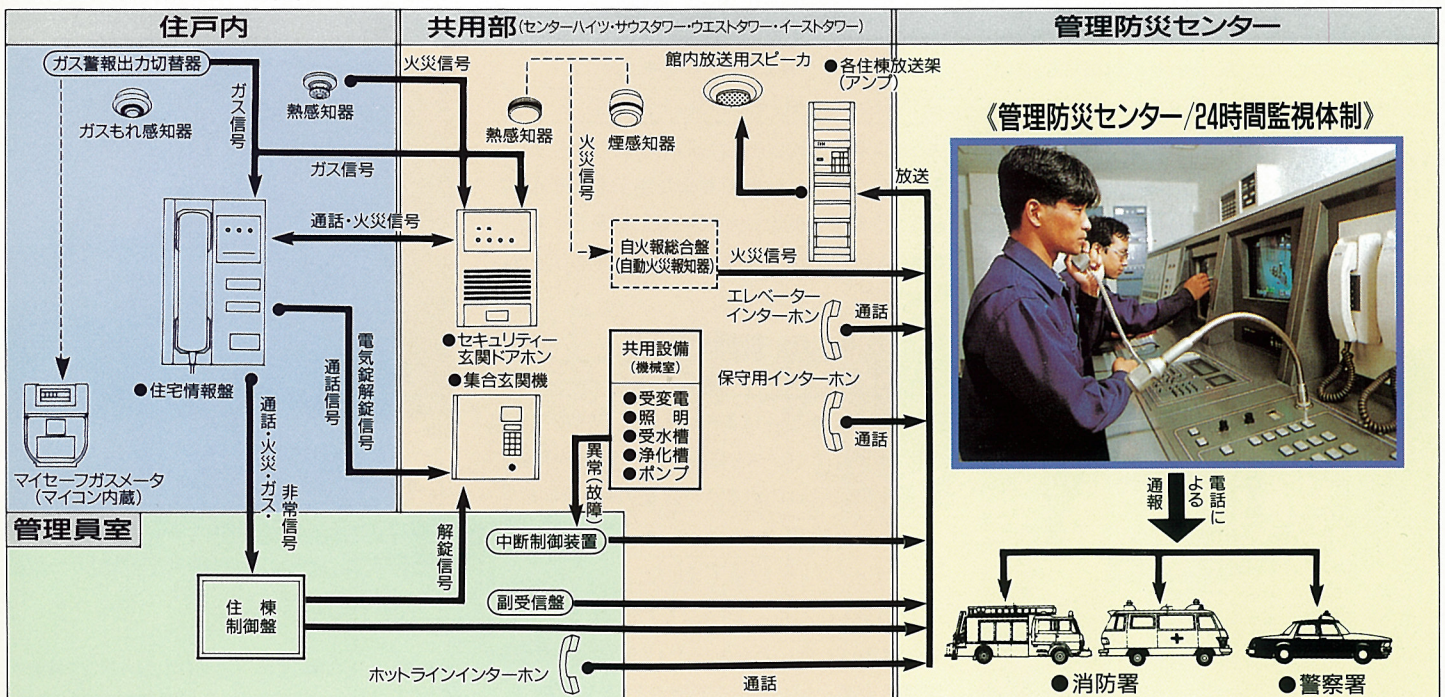 住戸内
共用部(センターハイツ・サウスタワー・ウエストタワー・イーストタワー)
管理防災センター
ガス警報出力切替器
ガスもれ感知器
ガス信号
熱感知器
火災信号
ガス信号
通話・火災信号
●住宅情報盤
マイセーフガスメータ
(マイコン内蔵)
通話信号
電気錠解錠信号
通話・火災・ガス・
非常信号
熱感知器
煙感知器
火災信号
館内放送用スピーカ
●各住棟放送架
(アンプ)
放送
自火報総合盤
(自動火災報知器)
火災信号
●セキュリティー
玄関ドアホン
●集合玄関機
エレベーター
インターホン
通話
保守用インターホン
通話
共用設備
(機械室)
●受変電
●照 明
●受水槽
●浄化槽
●ポンプ
異常(故障)
管理員室
住 棟
制御盤
解錠信号
中断制御装置
副受信盤
ホットラインインターホン
通話
《管理防災センター/24時間監視体制》
電話に
よる
通報
●消防署
●警察署